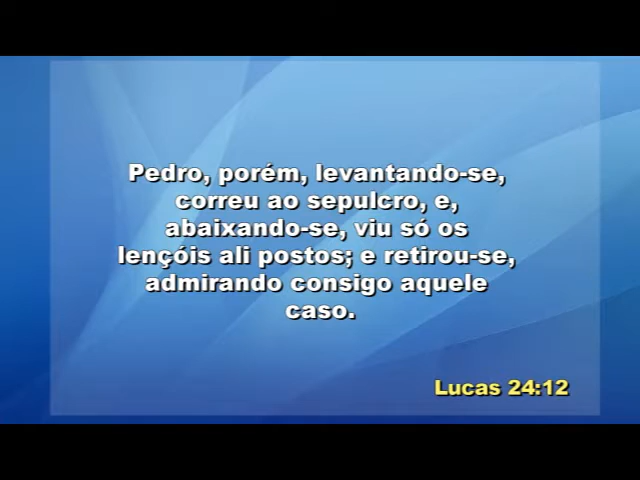 Pedro, porém, levantando-se,
correu ao sepulcro, e,
abaixando-se, viu só os
lençóis ali postos; e retirou-se,
admirando consigo aquele
caso.
Lucas 24:12